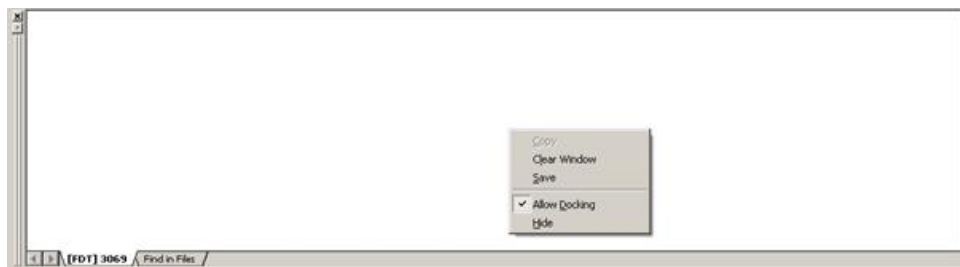 Copy
Clear Window
Save
Allow Docking
Hide
[FDT] 3069 Find in Files